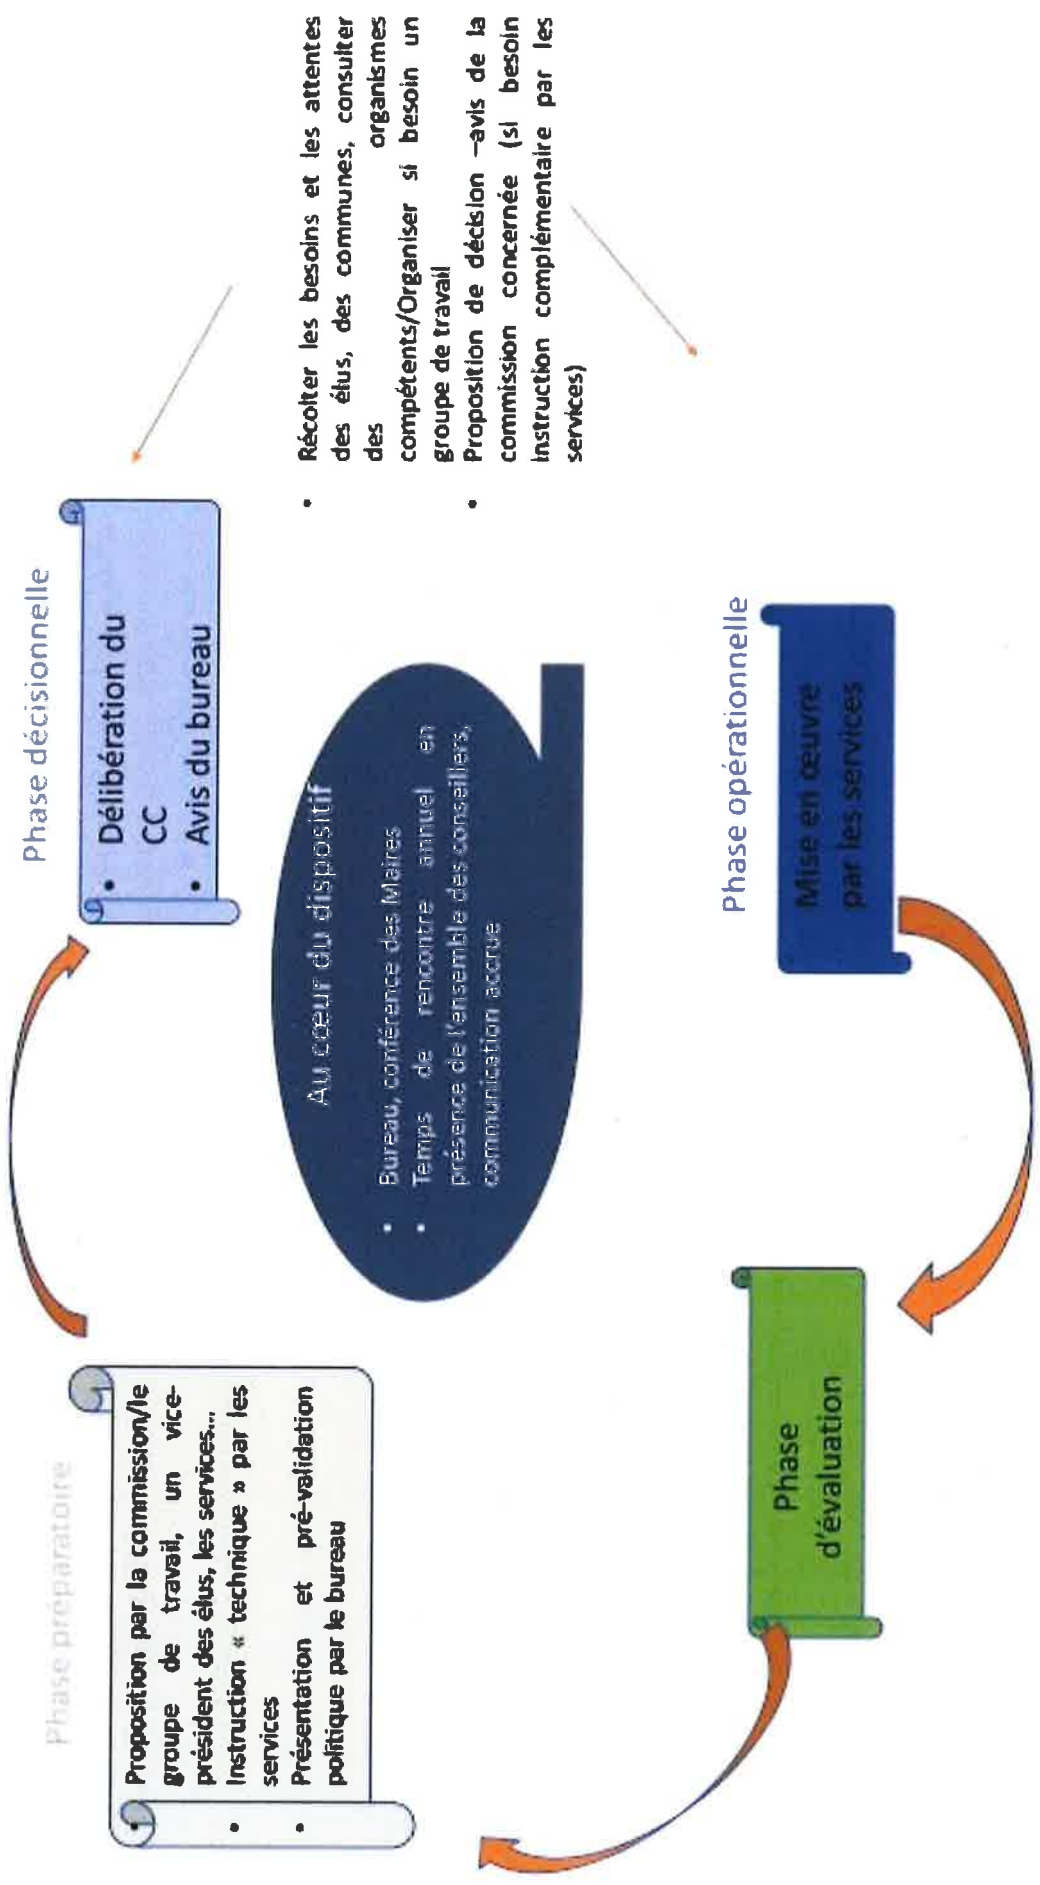 Phase préparatoire
• Proposition par la commission/le
groupe de travail, un vice-
président des élus, les services...
• Instruction « technique » par les
services
• Présentation et pré-validation
politique par le bureau
Phase décisionnelle
• Délibération du
CC
• Avis du bureau
• Récolter les besoins et les attentes
des élus, des communes, consulter
des organismes
compétents/Organiser si besoin un
groupe de travail
• Proposition de décision –avis de la
commission concernée (si besoin
instruction complémentaire par les
services)
Au cœur du dispositif
• Bureau, conférence des Maires
• Temps de rencontre annuel en
présence de l'ensemble des conseillers,
communication accrue
Phase opérationnelle
Mise en œuvre
par les services
Phase
d'évaluation